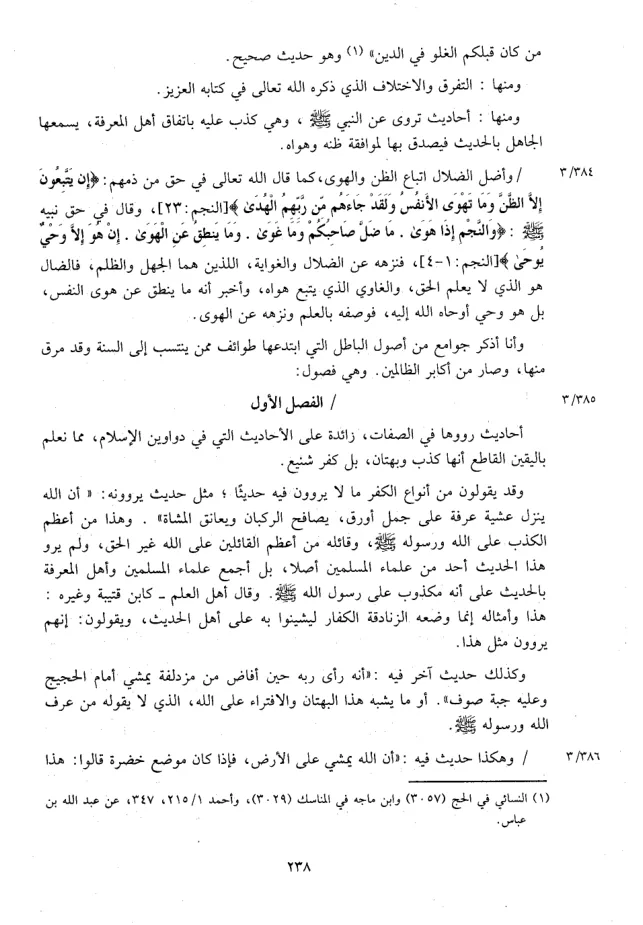 من كان قبلكم الغلو في الدين» (١) وهو حديث صحيح.
ومنها : التفرق والاختلاف الذي ذكره الله تعالى في كتابه العزيز.
ومنها : أحاديث تروى عن النبي ﷺ ، وهي كذب عليه باتفاق أهل المعرفة، يسمعها
الجاهل بالحديث فيصدق بها لموافقة ظنه وهواه.
٣/٣٨٤ / وأصل الضلال اتباع الظن والهوى، كما قال الله تعالى في حق من ذمهم: ﴿إِن يَتَّبِعُونَ
إِلاَّ الظَّنَّ وَمَا تَهْوَى الأَنفُسُ وَلَقَدْ جَاءَهُم مِّن رَّبِّهِمُ الْهُدَىٰ﴾[النجم:٢٣]، وقال في حق نبيه
ﷺ :﴿وَالنَّجْمِ إِذَا هَوَىٰ . مَا ضَلَّ صَاحِبُكُمْ وَمَا غَوَىٰ . وَمَا يَنطِقُ عَنِ الْهَوَىٰ . إِنْ هُوَ إِلاَّ وَحْيٌ
يُوحَىٰ﴾[النجم:١-٤]، فنزهه عن الضلال والغواية، اللذين هما الجهل والظلم، فالضال
هو الذي لا يعلم الحق، والغاوي الذي يتبع هواه، وأخبر أنه ما ينطق عن هوى النفس،
بل هو وحي أوحاه الله إليه، فوصفه بالعلم ونزهه عن الهوى.
وأنا أذكر جوامع من أصول الباطل التي ابتدعها طوائف ممن ينتسب إلى السنة وقد مرق
منها، وصار من أكابر الظالمين. وهي فصول:
٣/٣٨٥ / الفصل الأول
أحاديث رووها في الصفات، زائدة على الأحاديث التي في دواوين الإسلام، مما نعلم
باليقين القاطع أنها كذب وبهتان، بل كفر شنيع.
وقد يقولون من أنواع الكفر ما لا يروون فيه حديثًا ؛ مثل حديث يروونه: « أن الله
ينزل عشية عرفة على جمل أورق، يصافح الركبان ويعانق المشاة» . وهذا من أعظم
الكذب على الله ورسوله ﷺ، وقائله من أعظم القائلين على الله غير الحق، ولم يرو
هذا الحديث أحد من علماء المسلمين أصلا، بل أجمع علماء المسلمين وأهل المعرفة
بالحديث على أنه مكذوب على رسول الله ﷺ. وقال أهل العلم ـ كابن قتيبة وغيره :
هذا وأمثاله إنما وضعه الزنادقة الكفار ليشينوا به على أهل الحديث، ويقولون: إنهم
يروون مثل هذا.
وكذلك حديث آخر فيه :«أنه رأى ربه حين أفاض من مزدلفة يمشي أمام الحجيج
وعليه جبة صوف». أو ما يشبه هذا البهتان والافتراء على الله، الذي لا يقوله من عرف
الله ورسوله ﷺ.
٣/٣٨٦ / وهكذا حديث فيه :«أن الله يمشي على الأرض، فإذا كان موضع خضرة قالوا: هذا
(١) النسائي في الحج (٣٠٥٧) وابن ماجه في المناسك (٣٠٢٩)، وأحمد ٢١٥/١، ٣٤٧، عن عبد الله بن
عباس.
٢٣٨